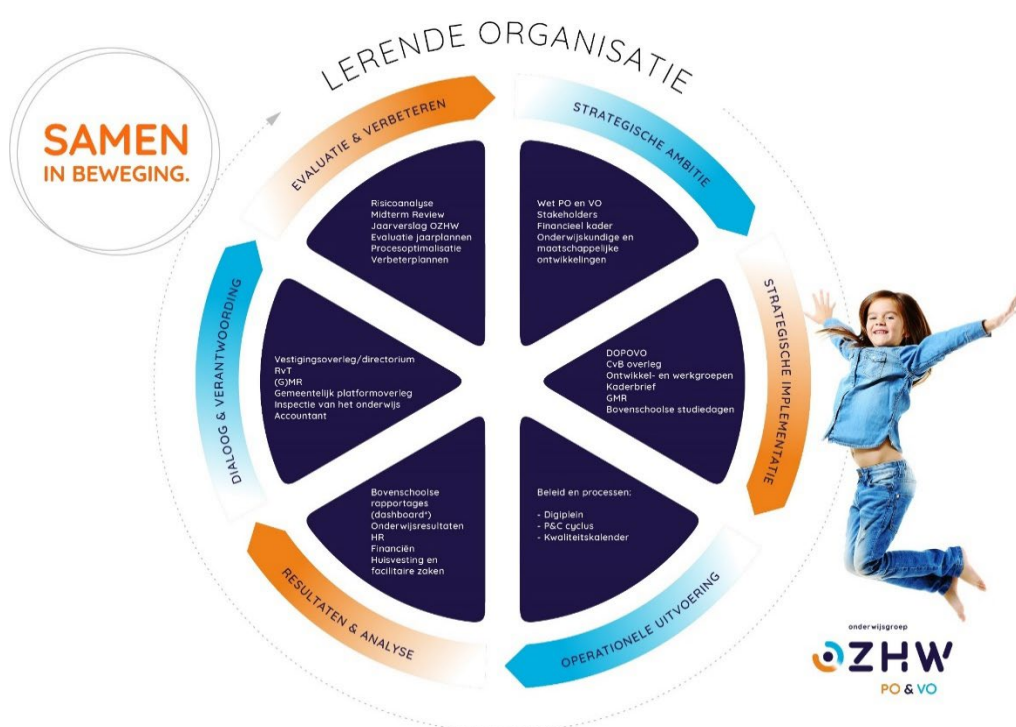 LERENDE ORGANISATIE
SAMEN
IN BEWEGING.
STRATEGISCHE AMBITIE
Wet PO en VO
Stakeholders
Financieel kader
Onderwijskundige en
maatschappelijke
ontwikkelingen
STRATEGISCHE IMPLEMENTATIE
DOPOVO
CvB overleg
Ontwikkel- en werkgroepen
Kaderbrief
GMR
Bovenschoolse studiedagen
OPERATIONELE UITVOERING
Beleid en processen:
- Digiplein
- P&C cyclus
- Kwaliteitskalender
RESULTATEN & ANALYSE
Bovenschoolse
rapportages
(dashboard*)
Onderwijsresultaten
HR
Financiën
Huisvesting en
facilitaire zaken
DIALOOG & VERANTWOORDING
Vestigingsoverleg/directorium
RvT
(G)MR
Gemeentelijk platformoverleg
Inspectie van het onderwijs
Accountant
EVALUATIE & VERBETEREN
Risicoanalyse
Midterm Review
Jaarverslag OZHW
Evaluatie jaarplannen
Procesoptimalisatie
Verbeterplannen
onderwijsgroep
OZHW
PO & VO